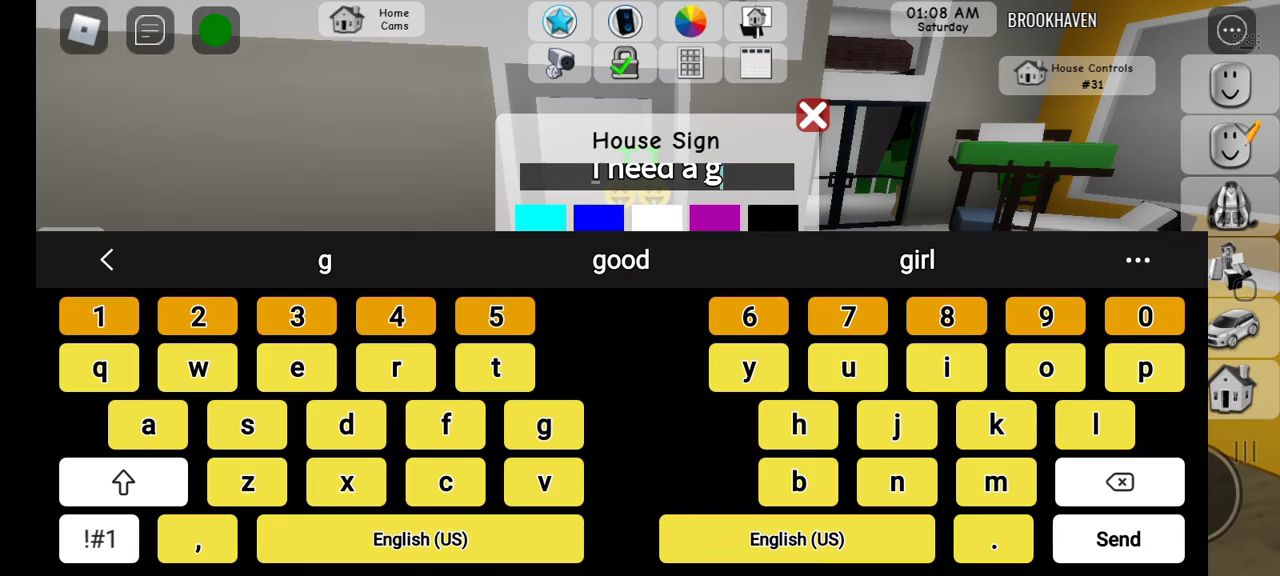 Home
Cams
01:08 AM
Saturday
BROOKHAVEN
House Controls
#31
House Sign
I need a g
g good girl
1 2 3 4 5 6 7 8 9 0
q w e r t y u i o p
a s d f g h j k l
z x c v b n m
!#1 , English (US) English (US) . Send